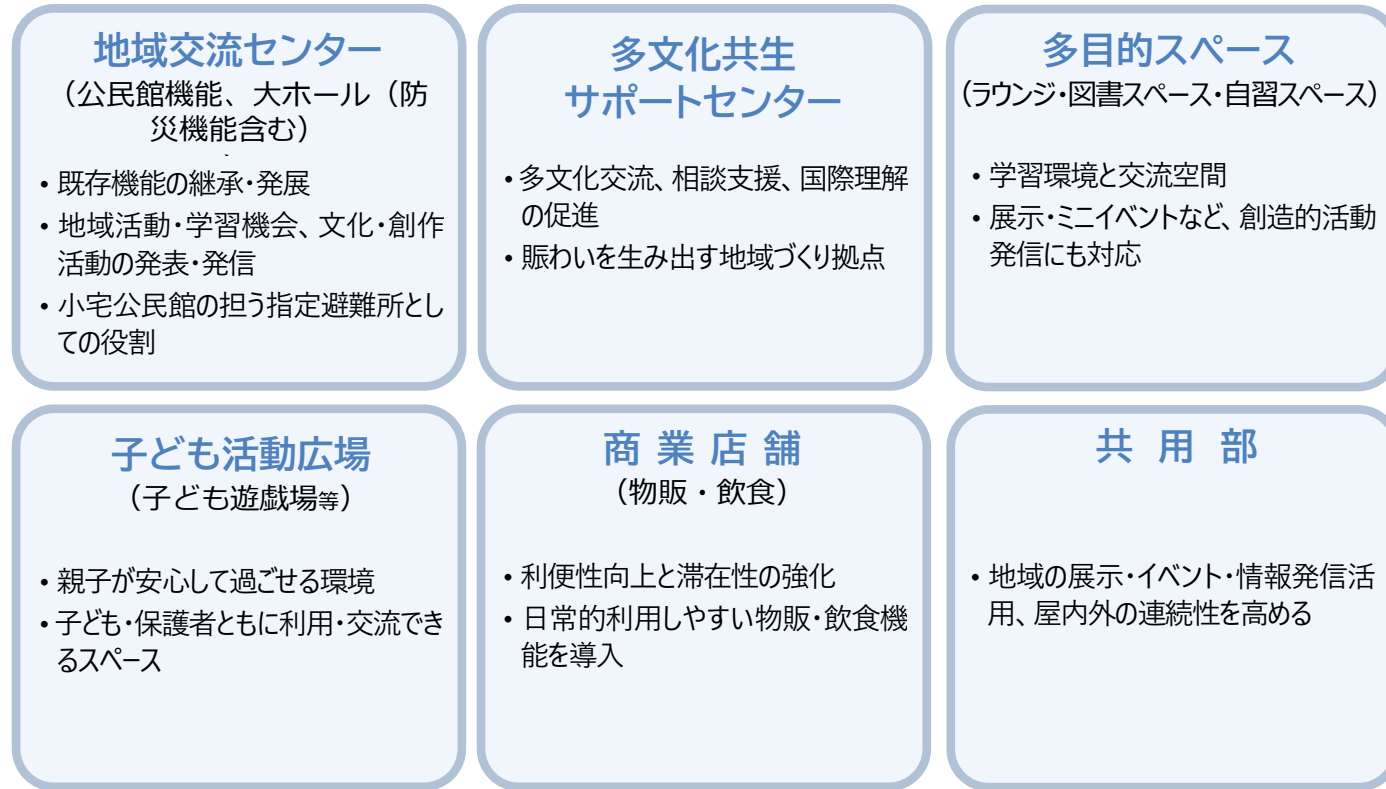 地域交流センター
（公民館機能、大ホール（防
災機能含む）
・既存機能の継承・発展
・地域活動・学習機会、文化・創作
活動の発表・発信
・小宅公民館の担う指定避難所とし
ての役割
多文化共生
サポートセンター
・多文化交流、相談支援、国際理解
の促進
・賑わいを生み出す地域づくり拠点
多目的スペース
（ラウンジ・図書スペース・自習スペース）
・学習環境と交流空間
・展示・ミニイベントなど、創造的活動
発信にも対応
子ども活動広場
（子ども遊戯場等）
・親子が安心して過ごせる環境
・子ども・保護者ともに利用・交流でき
るスペース
商 業 店 舗
（物販・飲食）
・利便性向上と滞在性の強化
・日常的利用しやすい物販・飲食機
能を導入
共 用 部
・地域の展示・イベント・情報発信活
用、屋内外の連続性を高める